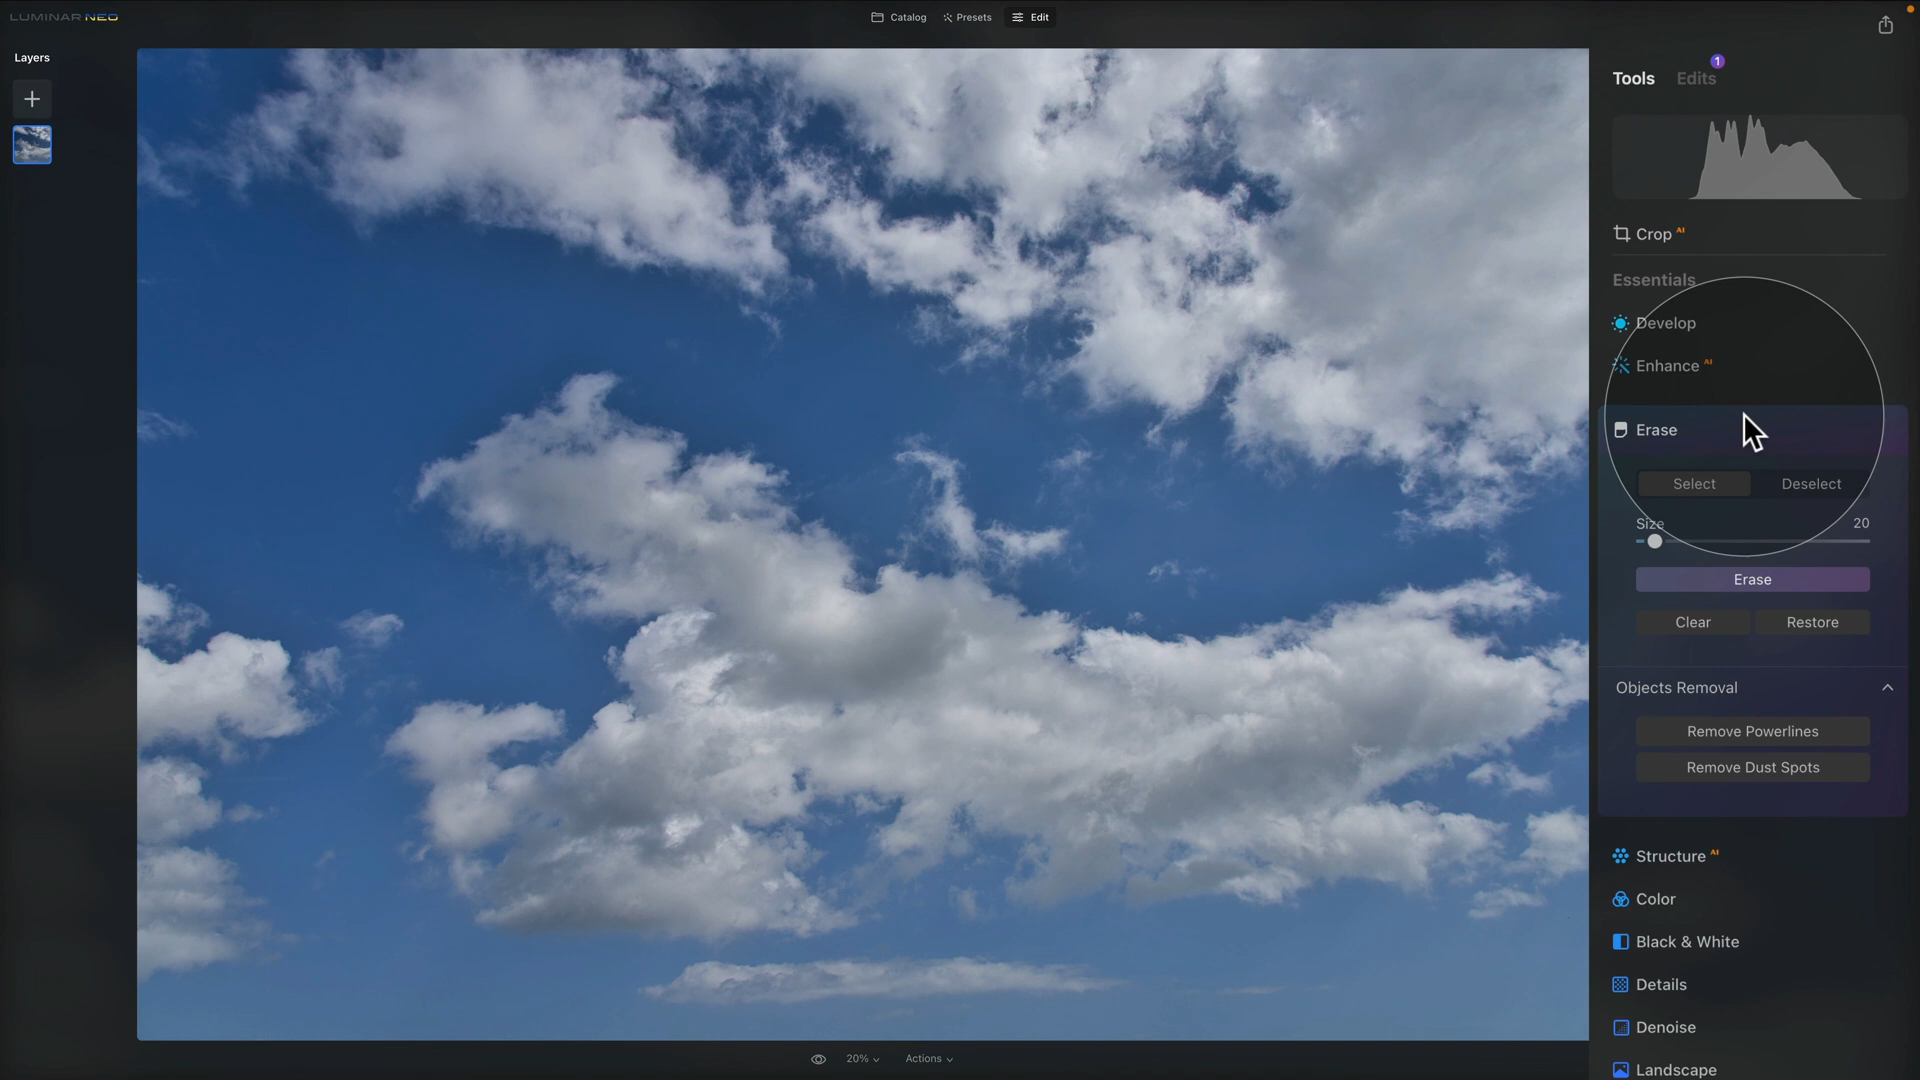 LUMINAR NEO
Catalog
Presets
Edit
Layers
1
Tools
Edits
Crop AI
Essentials
Develop
Enhance AI
Erase
Select
Deselect
Size
20
Erase
Clear
Restore
Objects Removal
Remove Powerlines
Remove Dust Spots
Structure AI
Color
Black & White
Details
Denoise
Landscape
20%
Actions